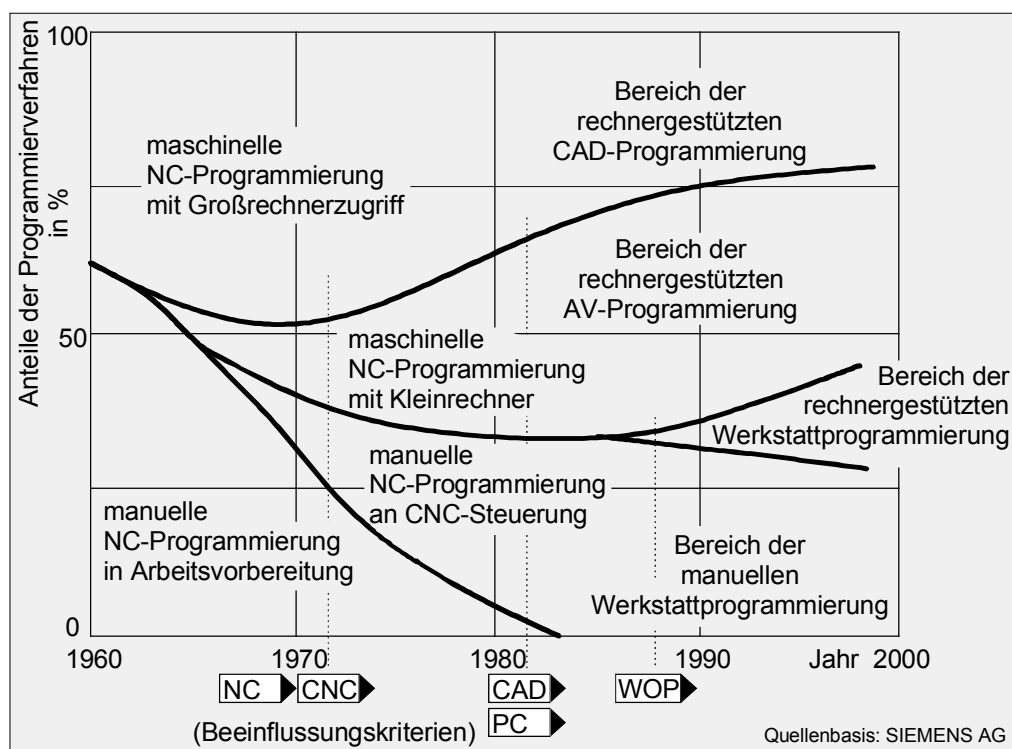 100
Anteile der Programmierverfahren
in %
50
0
maschinelle
NC-Programmierung
mit Großrechnerzugriff
Bereich der
rechnergestützten
CAD-Programmierung
Bereich der
rechnergestützten
AV-Programmierung
maschinelle
NC-Programmierung
mit Kleinrechner
Bereich der
rechnergestützten
Werkstattprogrammierung
manuelle
NC-Programmierung
an CNC-Steuerung
manuelle
NC-Programmierung
in Arbeitsvorbereitung
Bereich der
manuellen
Werkstattprogrammierung
1960
1970
1980
1990
Jahr
2000
NC
CNC
CAD
WOP
PC
(Beeinflussungskriterien)
Quellenbasis: SIEMENS AG